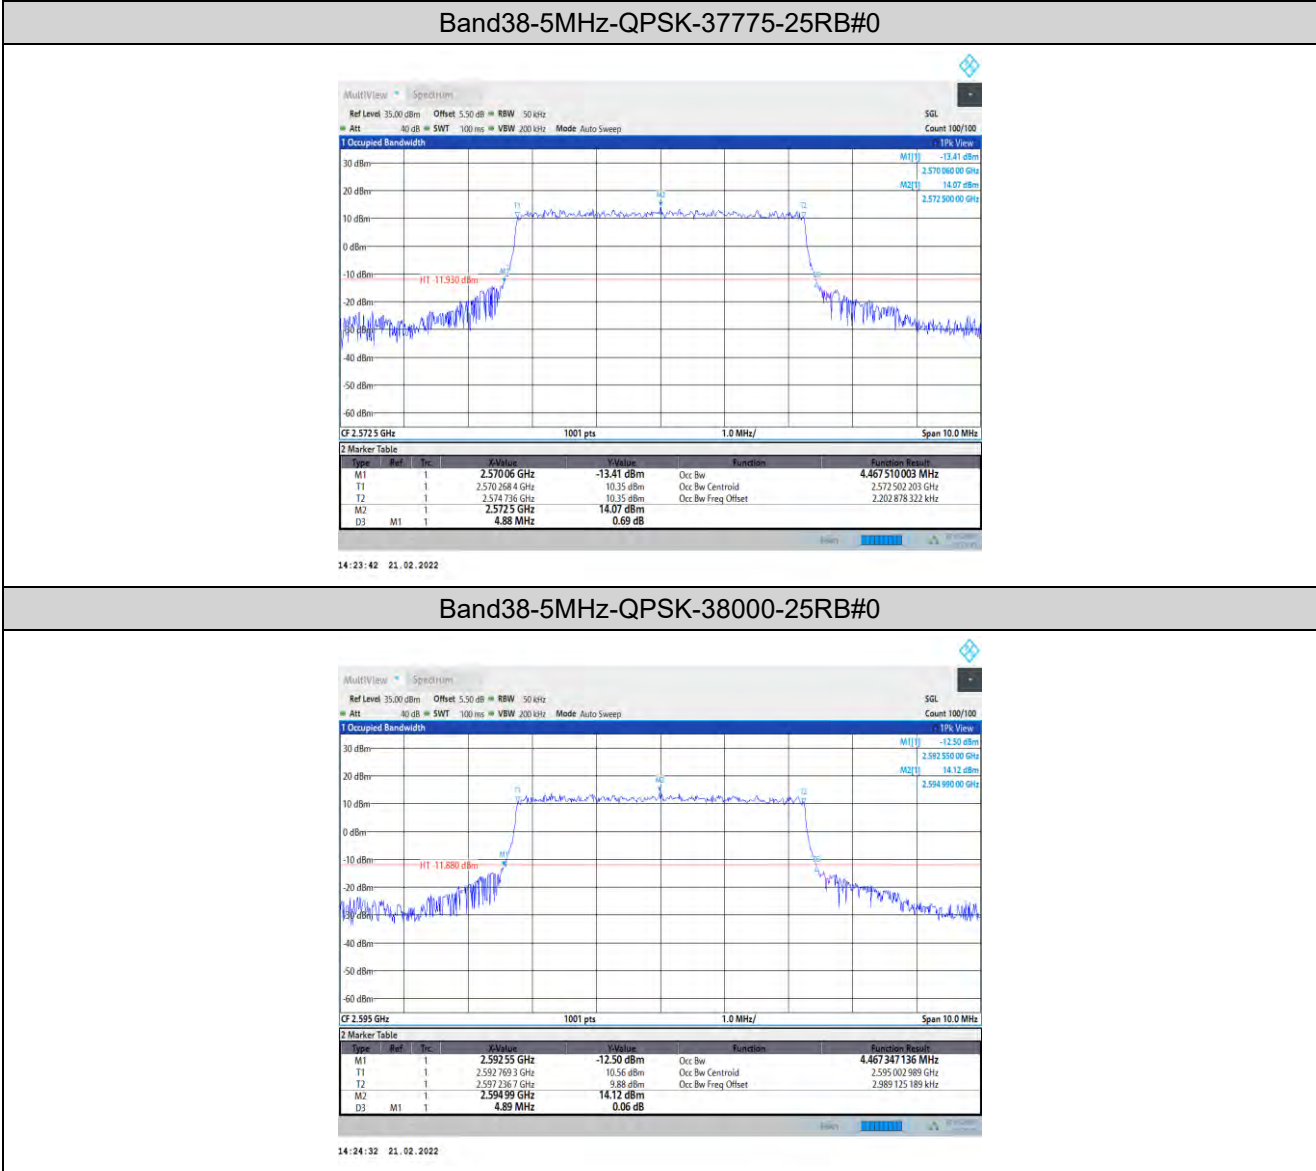 Band38-5MHz-QPSK-37775-25RB#0
MultiView Spectrum
Ref Level 35.00 dBm Offset 5.50 dB RBW 50 kHz SGL
Att 40 dB SWT 100 ms VBW 200 kHz Mode Auto Sweep Count 100/100
1 Occupied Bandwidth 1Pk View
M1[1] -13.41 dBm
2.570 060 00 GHz
M2[1] 14.07 dBm
2.572 500 00 GHz
30 dBm
20 dBm
M2
T1 T2
10 dBm
0 dBm
-10 dBm
H1 -11.930 dBm
-20 dBm
-40 dBm
-50 dBm
-60 dBm
CF 2.572 5 GHz 1001 pts 1.0 MHz/ Span 10.0 MHz
2 Marker Table
Type Ref Trc X-Value Y-Value Function Function Result
M1 1 2.570 06 GHz -13.41 dBm Occ Bw 4.467 510 003 MHz
T1 1 2.570 268 4 GHz 10.35 dBm Occ Bw Centroid 2.572 502 203 GHz
T2 1 2.574 736 GHz 10.35 dBm Occ Bw Freq Offset 2.202 878 322 kHz
M2 1 2.572 5 GHz 14.07 dBm
D3 M1 1 4.88 MHz 0.69 dB
14:23:42 21.02.2022
Band38-5MHz-QPSK-38000-25RB#0
MultiView Spectrum
Ref Level 35.00 dBm Offset 5.50 dB RBW 50 kHz SGL
Att 40 dB SWT 100 ms VBW 200 kHz Mode Auto Sweep Count 100/100
1 Occupied Bandwidth 1Pk View
M1[1] -12.50 dBm
2.592 550 00 GHz
M2[1] 14.12 dBm
2.594 990 00 GHz
30 dBm
20 dBm
M2
T1 T2
10 dBm
0 dBm
M1
-10 dBm
H1 -11.880 dBm
-20 dBm
-40 dBm
-50 dBm
-60 dBm
CF 2.595 GHz 1001 pts 1.0 MHz/ Span 10.0 MHz
2 Marker Table
Type Ref Trc X-Value Y-Value Function Function Result
M1 1 2.592 55 GHz -12.50 dBm Occ Bw 4.467 347 136 MHz
T1 1 2.592 769 3 GHz 10.56 dBm Occ Bw Centroid 2.595 002 989 GHz
T2 1 2.597 236 7 GHz 9.88 dBm Occ Bw Freq Offset 2.989 125 189 kHz
M2 1 2.594 99 GHz 14.12 dBm
D3 M1 1 4.89 MHz 0.06 dB
14:24:32 21.02.2022